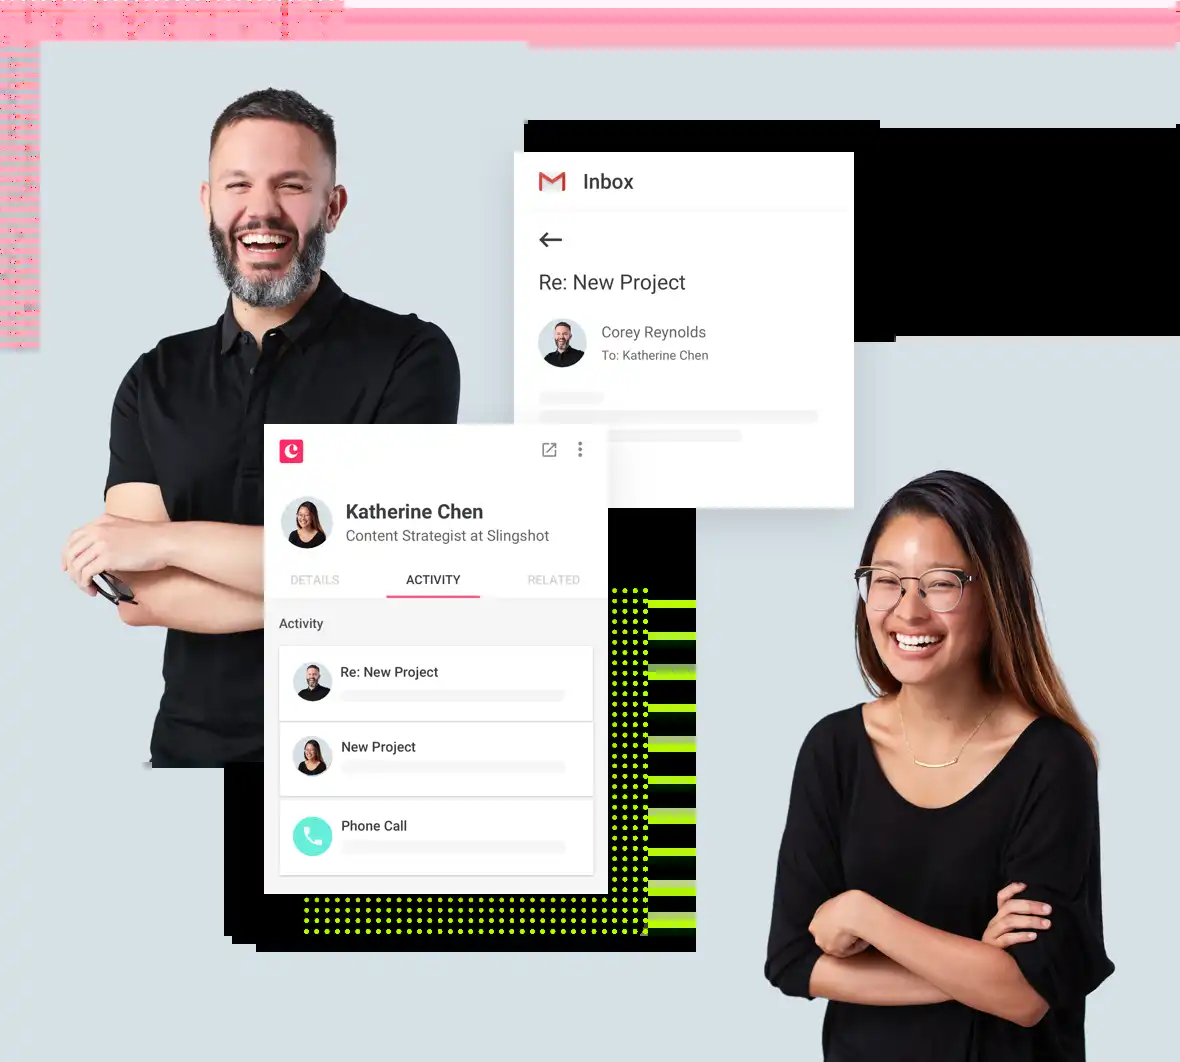 Inbox
Re: New Project
Corey Reynolds
To: Katherine Chen
Katherine Chen
Content Strategist at Slingshot
DETAILS
ACTIVITY
RELATED
Activity
Re: New Project
New Project
Phone Call